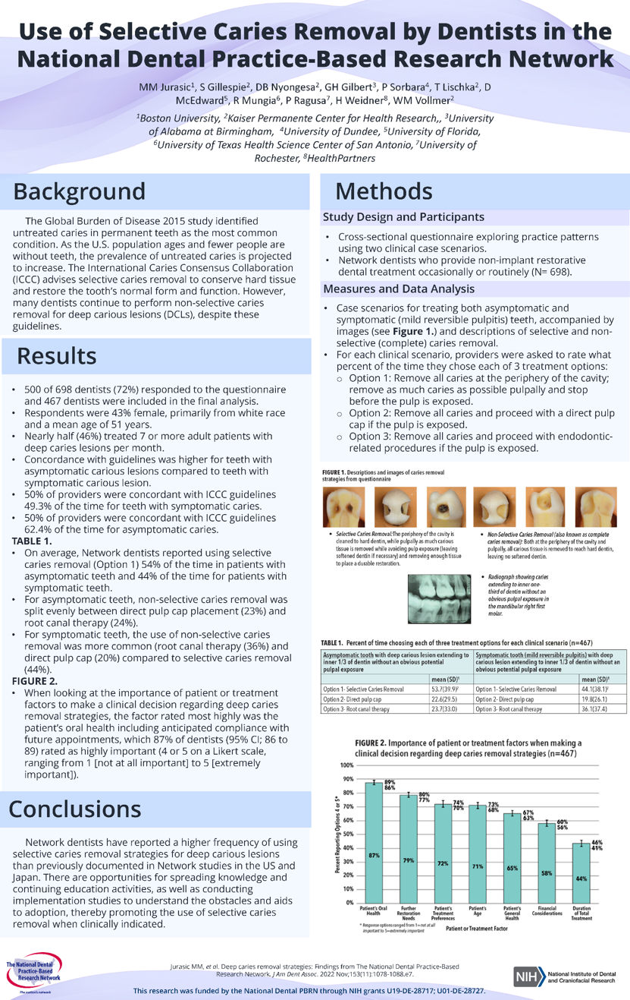 Use of Selective Caries Removal by Dentists in the
National Dental Practice-Based Research Network
MM Jurasic¹, S Gillespie², DB Nyongesa², GH Gilbert³, P Sorbara⁴, T Lischka², D
McEdward⁵, R Mungia⁶, P Ragusa⁷, H Weidner⁸, WM Vollmer²
¹Boston University, ²Kaiser Permanente Center for Health Research,, ³University
of Alabama at Birmingham, ⁴University of Dundee, ⁵University of Florida,
⁶University of Texas Health Science Center of San Antonio, ⁷University of
Rochester, ⁸HealthPartners
Background
The Global Burden of Disease 2015 study identified
untreated caries in permanent teeth as the most common
condition. As the U.S. population ages and fewer people are
without teeth, the prevalence of untreated caries is projected
to increase. The International Caries Consensus Collaboration
(ICCC) advises selective caries removal to conserve hard tissue
and restore the tooth's normal form and function. However,
many dentists continue to perform non-selective caries
removal for deep carious lesions (DCLs), despite these
guidelines.
Results
• 500 of 698 dentists (72%) responded to the questionnaire
and 467 dentists were included in the final analysis.
• Respondents were 43% female, primarily from white race
and a mean age of 51 years.
• Nearly half (46%) treated 7 or more adult patients with
deep caries lesions per month.
• Concordance with guidelines was higher for teeth with
asymptomatic carious lesions compared to teeth with
symptomatic carious lesion.
• 50% of providers were concordant with ICCC guidelines
49.3% of the time for teeth with symptomatic caries.
• 50% of providers were concordant with ICCC guidelines
62.4% of the time for asymptomatic caries.
TABLE 1.
• On average, Network dentists reported using selective
caries removal (Option 1) 54% of the time in patients with
asymptomatic teeth and 44% of the time for patients with
symptomatic teeth.
• For asymptomatic teeth, non-selective caries removal was
split evenly between direct pulp cap placement (23%) and
root canal therapy (24%).
• For symptomatic teeth, the use of non-selective caries
removal was more common (root canal therapy (36%) and
direct pulp cap (20%) compared to selective caries removal
(44%).
FIGURE 2.
• When looking at the importance of patient or treatment
factors to make a clinical decision regarding deep caries
removal strategies, the factor rated most highly was the
patient's oral health including anticipated compliance with
future appointments, which 87% of dentists (95% CI; 86 to
89) rated as highly important (4 or 5 on a Likert scale,
ranging from 1 [not at all important] to 5 [extremely
important]).
Conclusions
Network dentists have reported a higher frequency of using
selective caries removal strategies for deep carious lesions
than previously documented in Network studies in the US and
Japan. There are opportunities for spreading knowledge and
continuing education activities, as well as conducting
implementation studies to understand the obstacles and aids
to adoption, thereby promoting the use of selective caries
removal when clinically indicated.
Methods
Study Design and Participants
• Cross-sectional questionnaire exploring practice patterns
using two clinical case scenarios.
• Network dentists who provide non-implant restorative
dental treatment occasionally or routinely (N= 698).
Measures and Data Analysis
• Case scenarios for treating both asymptomatic and
symptomatic (mild reversible pulpitis) teeth, accompanied by
images (see Figure 1.) and descriptions of selective and non-
selective (complete) caries removal.
• For each clinical scenario, providers were asked to rate what
percent of the time they chose each of 3 treatment options:
o Option 1: Remove all caries at the periphery of the cavity;
remove as much caries as possible pulpally and stop
before the pulp is exposed.
o Option 2: Remove all caries and proceed with a direct pulp
cap if the pulp is exposed.
o Option 3: Remove all caries and proceed with endodontic-
related procedures if the pulp is exposed.
FIGURE 1. Descriptions and images of caries removal
strategies from questionnaire
• Selective Caries Removal:The periphery of the cavity is
cleaned to hard dentin, while pulpally as much carious
tissue is removed while avoiding pulp exposure (leaving
softened dentin if necessary) and removing enough tissue
to place a durable restoration.
• Non-Selective Caries Removal (also known as complete
caries removal): Both at the periphery of the cavity and
pulpally, all carious tissue is removed to reach hard dentin,
leaving no softened dentin.
• Radiograph showing caries
extending to inner one-
third of dentin without an
obvious pulpal exposure in
the mandibular right first
molar.
TABLE 1. Percent of time choosing each of three treatment options for each clinical scenario (n=467)
Asymptomatic tooth with deep carious lesion extending to
inner 1/3 of dentin without an obvious potential
pulpal exposure
Symptomatic tooth (mild reversible pulpitis) with deep
carious lesion extending to inner 1/3 of dentin without an
obvious potential pulpal exposure
mean (SD)¹ mean (SD)¹
Option 1- Selective Caries Removal 53.7(39.9)² Option 1- Selective Caries Removal 44.1(38.1)²
Option 2- Direct pulp cap 22.6(29.5) Option 2- Direct pulp cap 19.8(26.1)
Option 3- Root canal therapy 23.7(33.0) Option 3- Root canal therapy 36.1(37.4)
FIGURE 2. Importance of patient or treatment factors when making a
clinical decision regarding deep caries removal strategies (n=467)
Percent Reporting Options 4 or 5*
100%
90%
80%
70%
60%
50%
40%
30%
20%
10%
0%
89%
86%
87%
80%
77%
79%
74%
70%
72%
73%
68%
71%
67%
63%
65%
60%
56%
58%
46%
41%
44%
Patient's Oral
Health
Further
Restoration
Needs
Patient's
Treatment
Preferences
Patient's
Age
Patient's
General
Health
Financial
Considerations
Duration
of Total
Treatment
* Response options ranged from 1=not at all
important to 5=extremely important
Patient or Treatment Factor
The National Dental
Practice-Based
Research Network
The nation's network
Jurasic MM, et al. Deep caries removal strategies: Findings from The National Dental Practice-Based
Research Network. J Am Dent Assoc. 2022 Nov;153(11):1078-1088.e7.
This research was funded by the National Dental PBRN through NIH grants U19-DE-28717; U01-DE-28727.
NIH National Institute of Dental
and Craniofacial Research